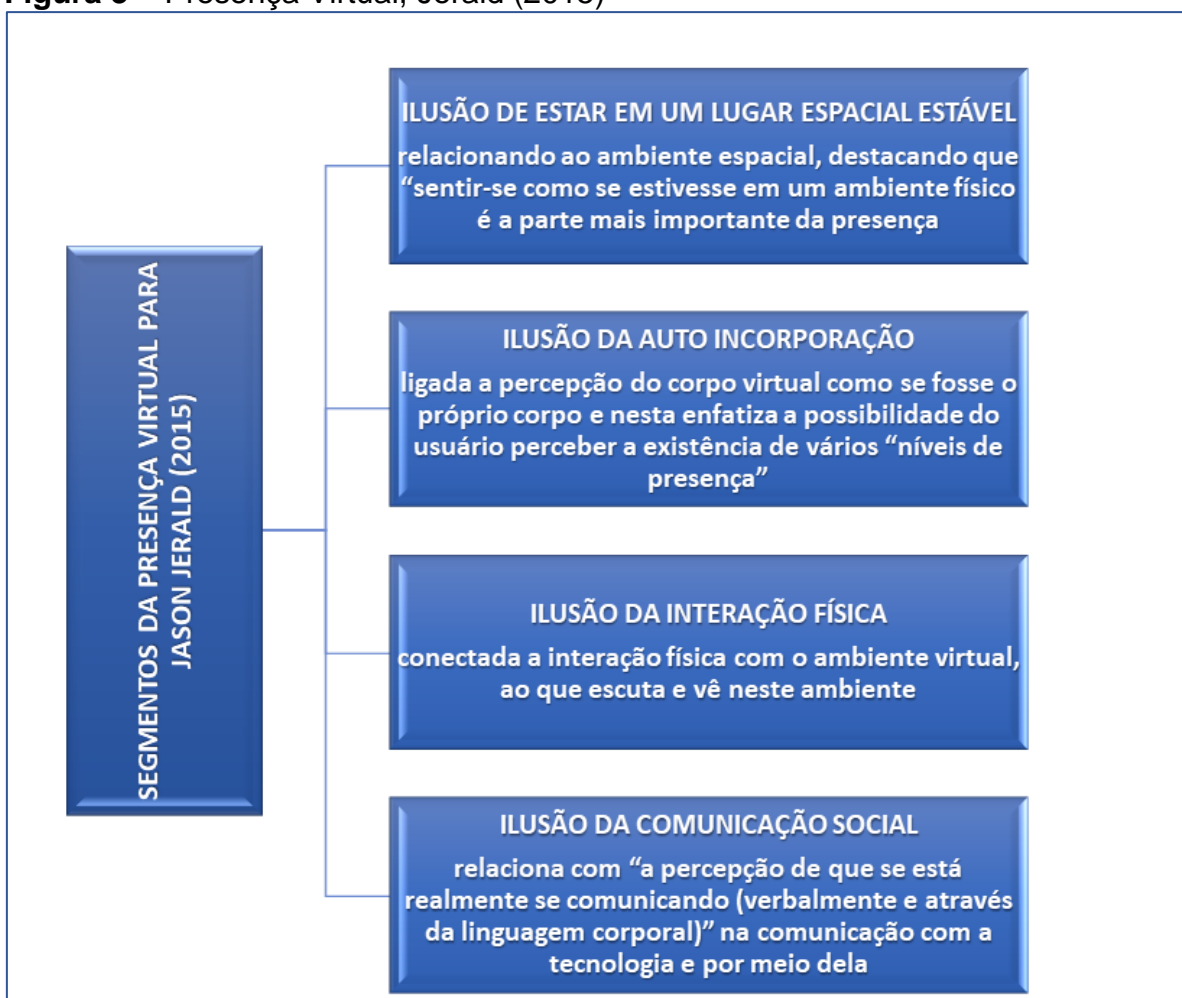 Presença Virtual, Jerald
SEGMENTOS DA PRESENÇA VIRTUAL PARA
JASON JERALD (2015)
ILUSÃO DE ESTAR EM UM LUGAR ESPACIAL ESTÁVEL
relacionando ao ambiente espacial, destacando que
“sentir-se como se estivesse em um ambiente físico
é a parte mais importante da presença
ILUSÃO DA AUTO INCORPORAÇÃO
ligada a percepção do corpo virtual como se fosse o
próprio corpo e nesta enfatiza a possibilidade do
usuário perceber a existência de vários “níveis de
presença”
ILUSÃO DA INTERAÇÃO FÍSICA
conectada a interação física com o ambiente virtual,
ao que escuta e vê neste ambiente
ILUSÃO DA COMUNICAÇÃO SOCIAL
relaciona com “a percepção de que se está
realmente se comunicando (verbalmente e através
da linguagem corporal)” na comunicação com a
tecnologia e por meio dela